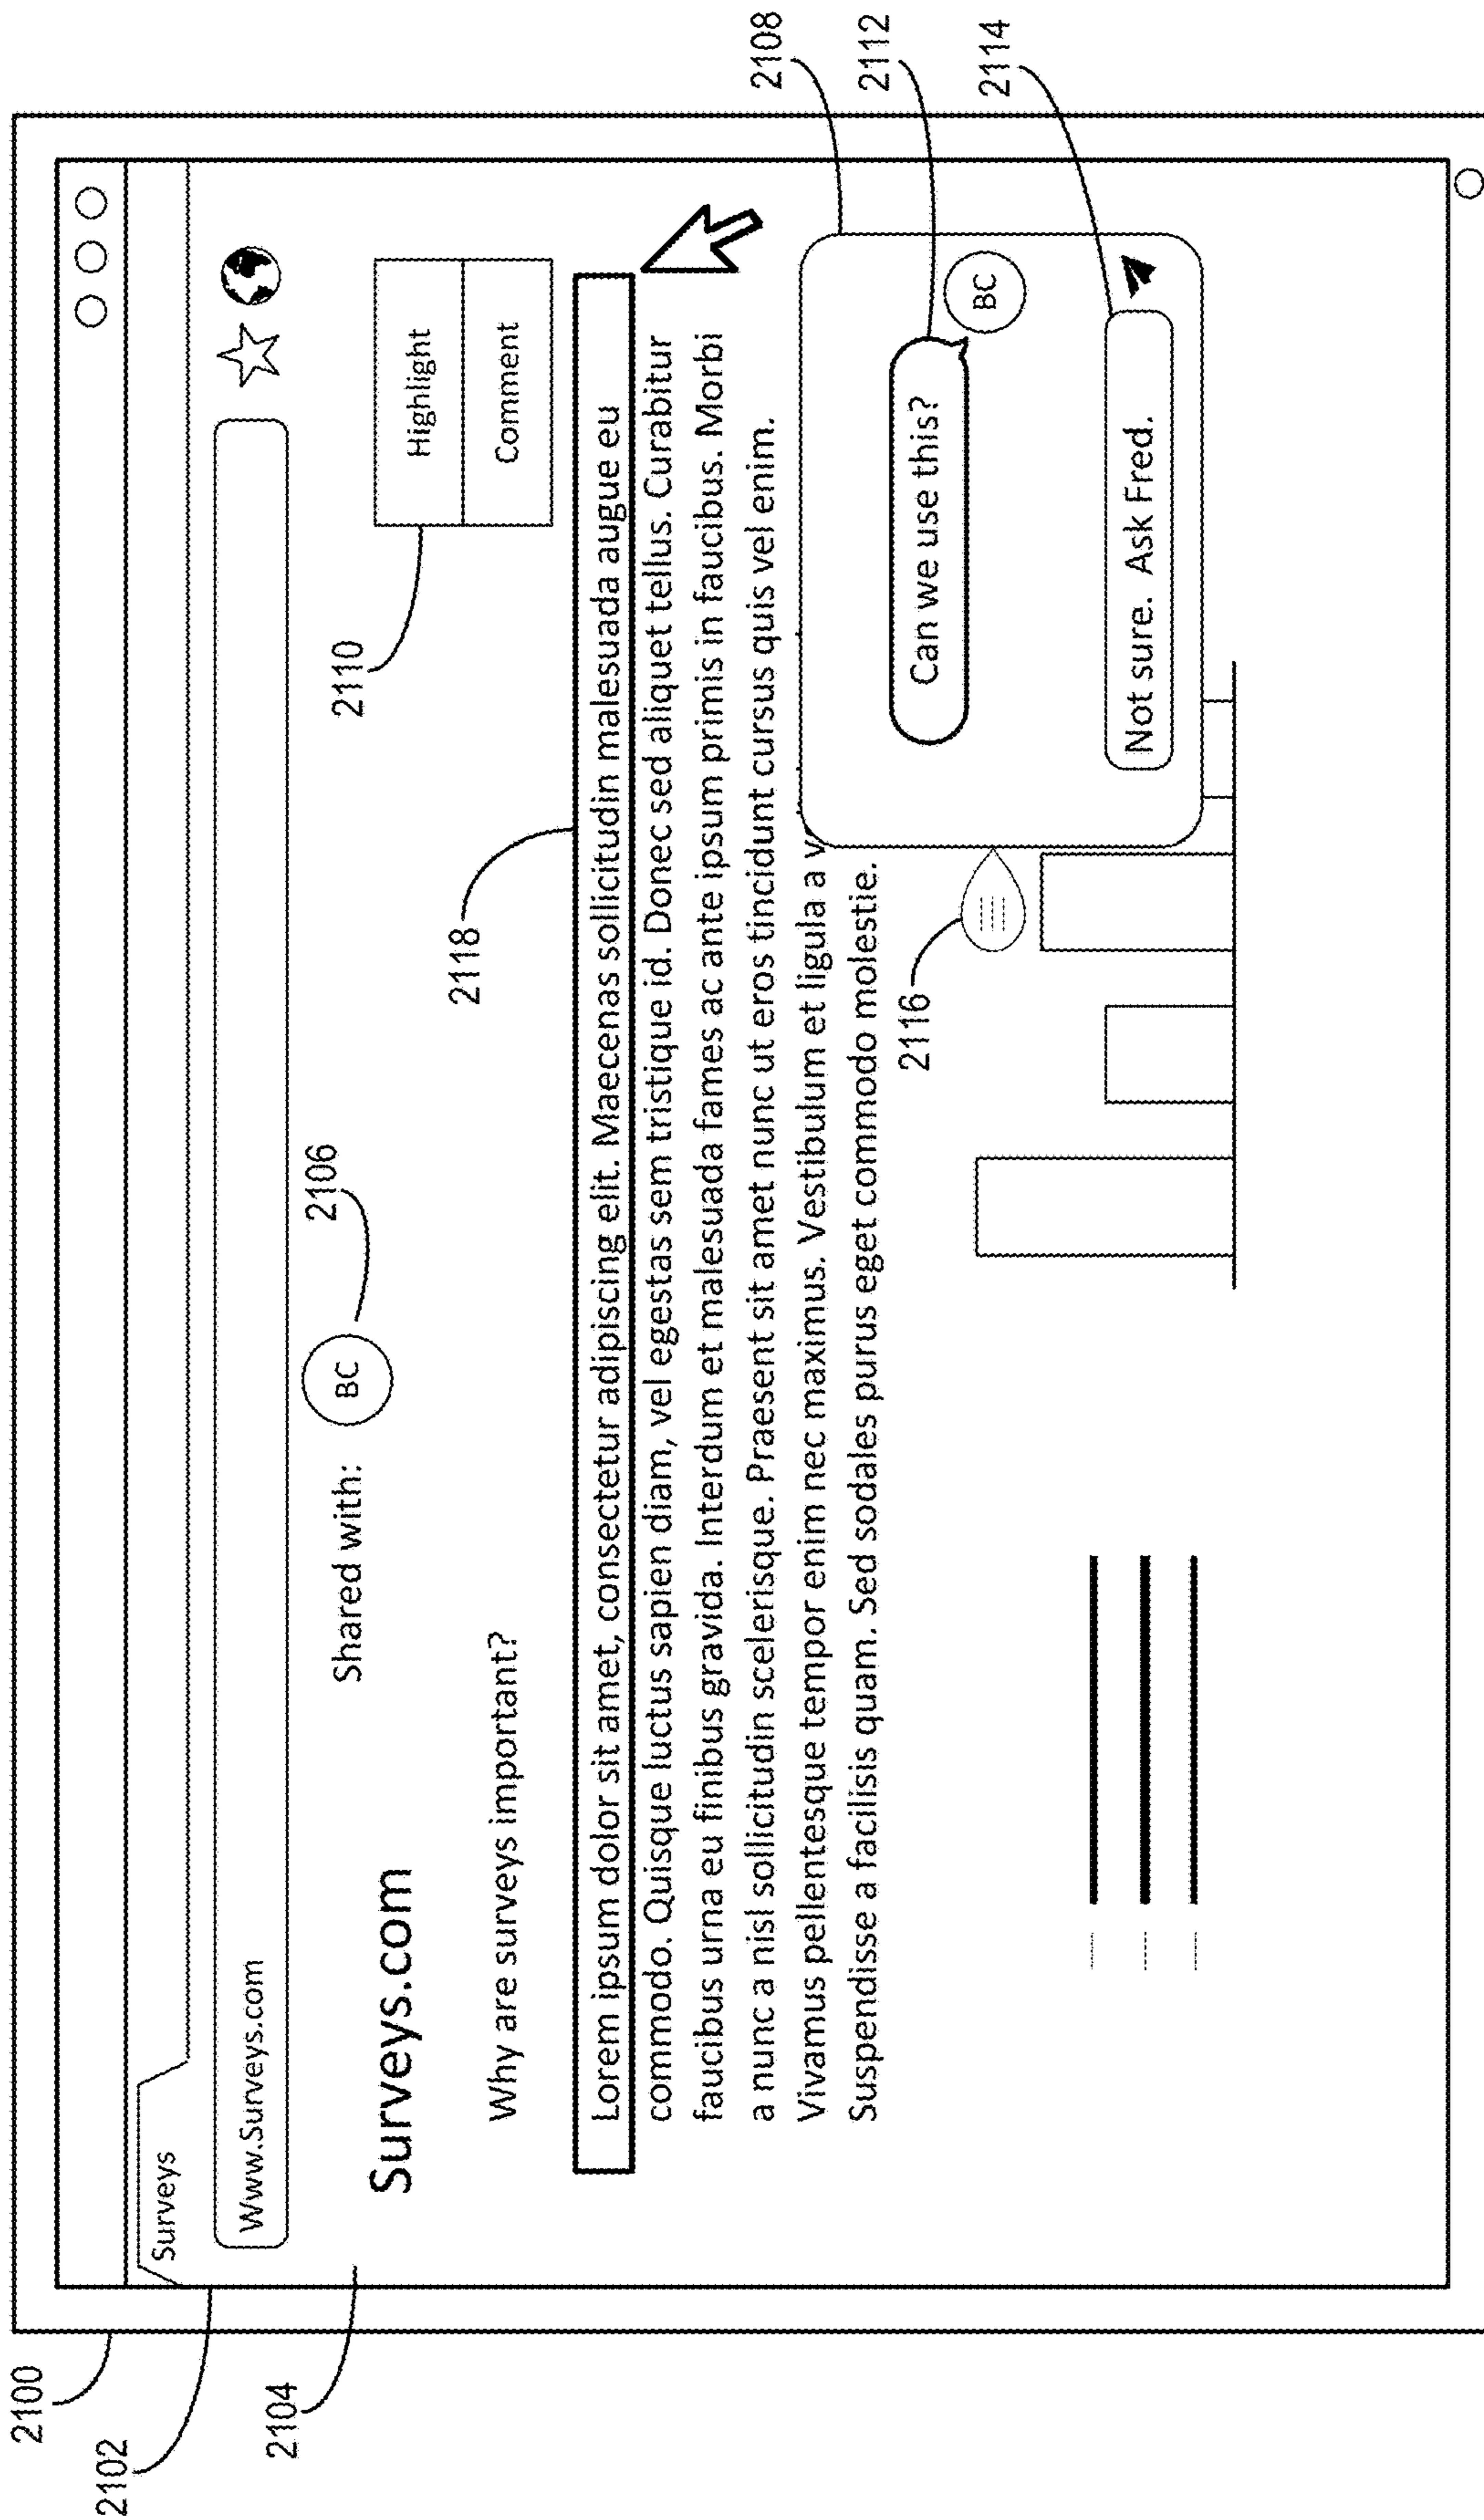 2100
2102
2104
Surveys
Www.Surveys.com
Shared with:
BC
2106
Surveys.com
2110
Highlight
Comment
Why are surveys important?
2118
Lorem ipsum dolor sit amet, consectetur adipiscing elit. Maecenas sollicitudin malesuada augue eu
commodo. Quisque luctus sapien diam, vel egestas sem tristique id. Donec sed aliquet tellus. Curabitur
faucibus urna eu finibus gravida. Interdum et malesuada fames ac ante ipsum primis in faucibus. Morbi
a nunc a nisl sollicitudin scelerisque. Praesent sit amet nunc ut eros tincidunt cursus quis vel enim.
Vivamus pellentesque tempor enim nec maximus. Vestibulum et ligula a v
Suspendisse a facilisis quam. Sed sodales purus eget commodo molestie.
2108
2112
2114
2116
Can we use this?
BC
Not sure. Ask Fred.